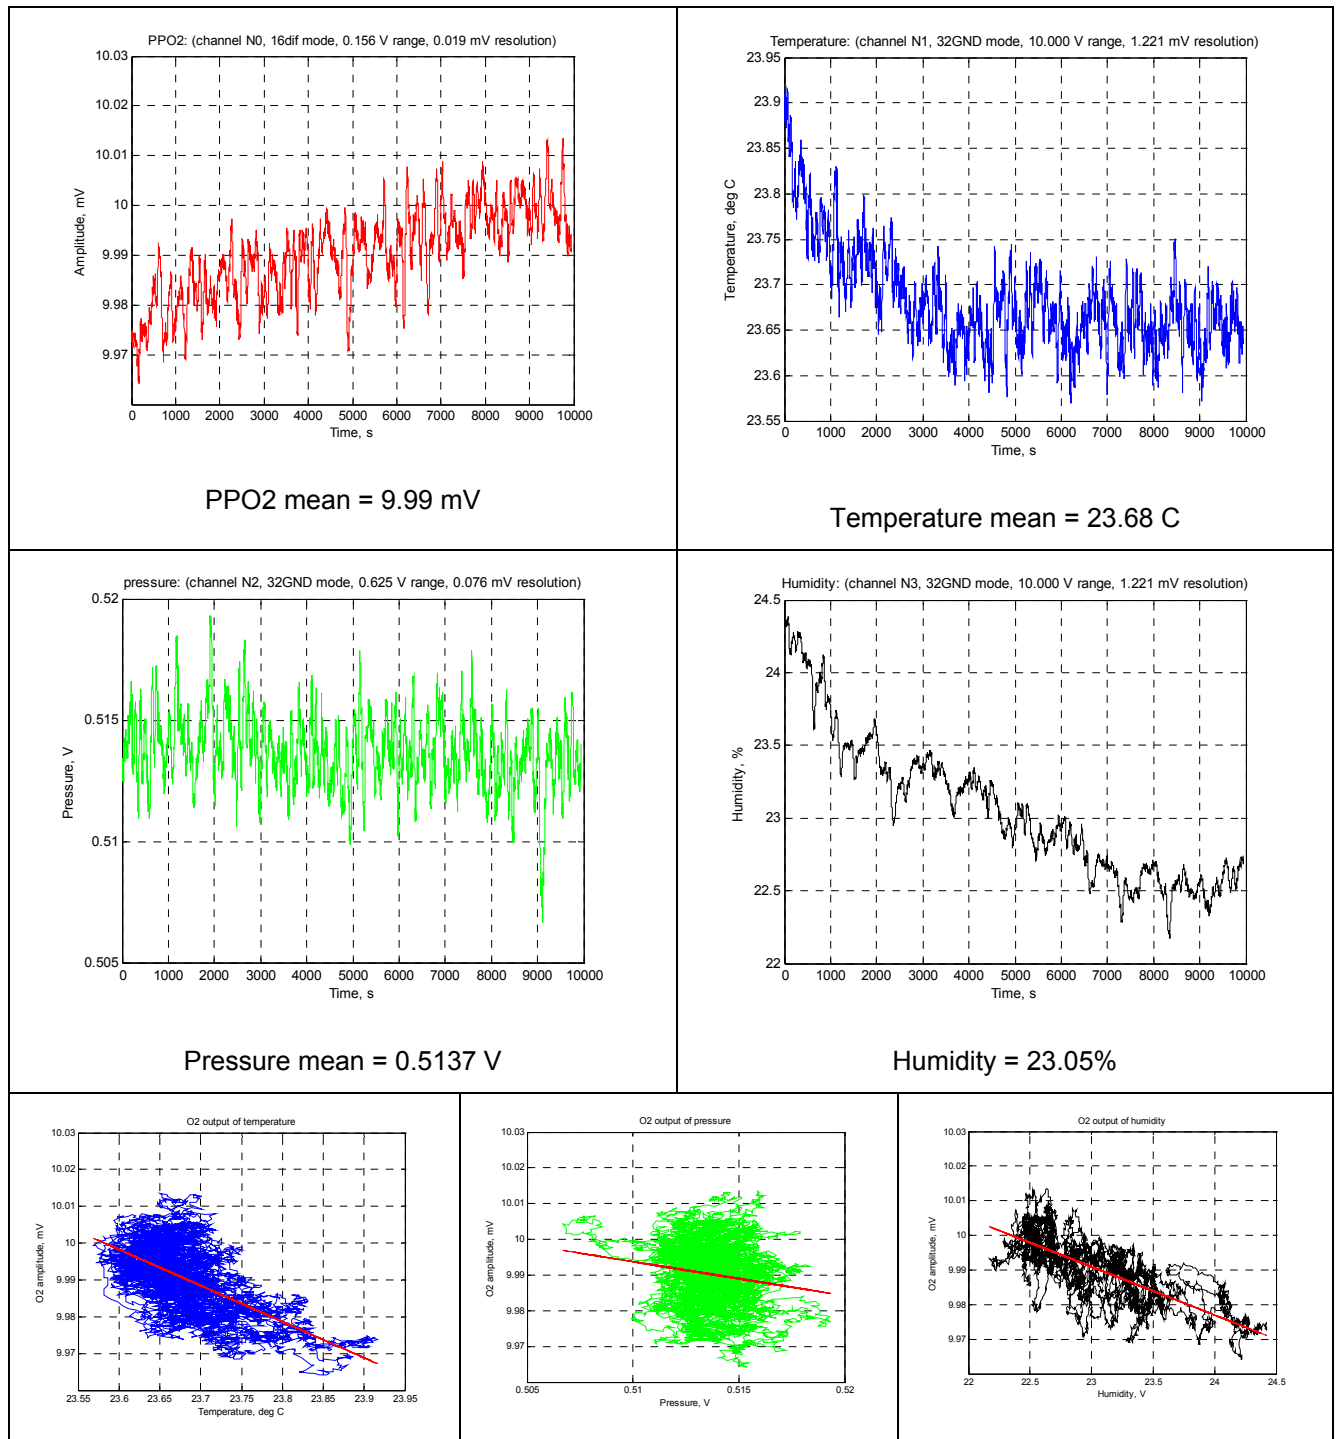 PPO2: (channel N0, 16dif mode, 0.156 V range, 0.019 mV resolution)
10.03
10.02
10.01
10
9.99
9.98
9.97
Amplitude, mV
0 1000 2000 3000 4000 5000 6000 7000 8000 9000 10000
Time, s
PPO2 mean = 9.99 mV
Temperature: (channel N1, 32GND mode, 10.000 V range, 1.221 mV resolution)
23.95
23.9
23.85
23.8
23.75
23.7
23.65
23.6
23.55
Temperature, deg C
0 1000 2000 3000 4000 5000 6000 7000 8000 9000 10000
Time, s
Temperature mean = 23.68 C
pressure: (channel N2, 32GND mode, 0.625 V range, 0.076 mV resolution)
0.52
0.515
0.51
0.505
Pressure, V
0 1000 2000 3000 4000 5000 6000 7000 8000 9000 10000
Time, s
Pressure mean = 0.5137 V
Humidity: (channel N3, 32GND mode, 10.000 V range, 1.221 mV resolution)
24.5
24
23.5
23
22.5
22
Humidity, %
0 1000 2000 3000 4000 5000 6000 7000 8000 9000 10000
Time, s
Humidity = 23.05%
O2 output of temperature
10.03
10.02
10.01
10
9.99
9.98
9.97
O2 amplitude, mV
23.55 23.6 23.65 23.7 23.75 23.8 23.85 23.9 23.95
Temperature, deg C
O2 output of pressure
10.03
10.02
10.01
10
9.99
9.98
9.97
O2 amplitude, mV
0.505 0.51 0.515 0.52
Pressure, V
O2 output of humidity
10.03
10.02
10.01
10
9.99
9.98
9.97
O2 amplitude, mV
22 22.5 23 23.5 24 24.5
Humidity, V